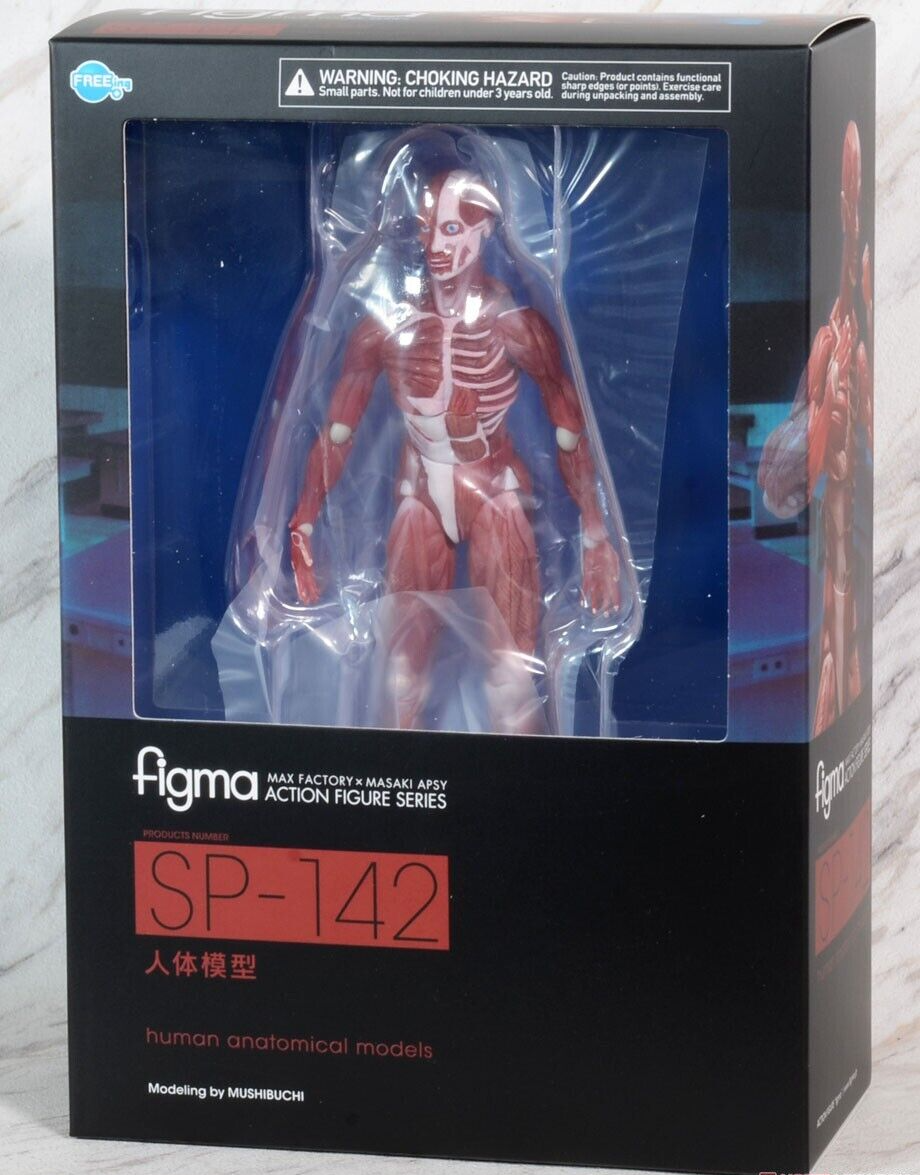 FREEing
WARNING: CHOKING HAZARD
Small parts. Not for children under 3 years old.
Caution: Product contains functional
sharp edges (or points). Exercise care
during unpacking and assembly.
figma
MAX FACTORY × MASAKI APSY
ACTION FIGURE SERIES
PRODUCTS NUMBER
SP-142
人体模型
human anatomical models
Modeling by MUSHIBUCHI
figma